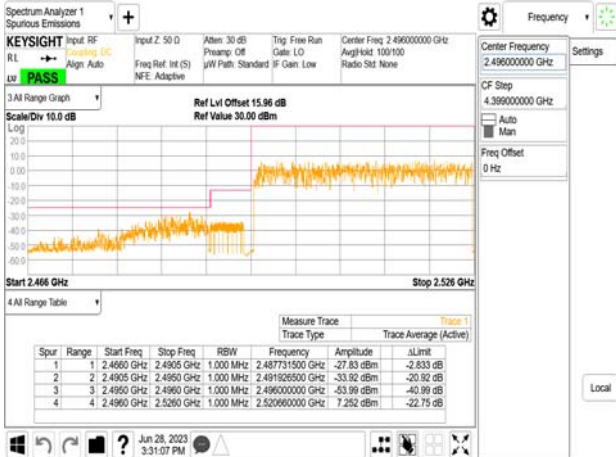 Spectrum Analyzer 1
Spurious Emissions
Frequency
KEYSIGHT Input: RF Input Z: 50 Ω Atten: 30 dB Trig: Free Run Center Freq: 2.496000000 GHz
RL Coupling: DC Preamp: Off Gate: LO Avg|Hold: 100/100
Align: Auto Freq Ref: Int (S) µW Path: Standard IF Gain: Low Radio Std: None
LV PASS NFE: Adaptive
Center Frequency
2.496000000 GHz
Settings
CF Step
4.399000000 GHz
Auto
Man
Freq Offset
0 Hz
Local
3 All Range Graph
Ref Lvl Offset 15.96 dB
Scale/Div 10.0 dB Ref Value 30.00 dBm
Log
20.0
10.0
0.00
-10.0
-20.0
-30.0
-40.0
-50.0
-60.0
Start 2.466 GHz Stop 2.526 GHz
4 All Range Table
Measure Trace Trace 1
Trace Type Trace Average (Active)
Spur Range Start Freq Stop Freq RBW Frequency Amplitude ΔLimit
1 1 2.4660 GHz 2.4905 GHz 1.000 MHz 2.487731500 GHz -27.83 dBm -2.833 dB
2 2 2.4905 GHz 2.4950 GHz 1.000 MHz 2.491926500 GHz -33.92 dBm -20.92 dB
3 3 2.4950 GHz 2.4960 GHz 1.000 MHz 2.496000000 GHz -53.99 dBm -40.99 dB
4 4 2.4960 GHz 2.5260 GHz 1.000 MHz 2.520660000 GHz 7.252 dBm -22.75 dB
Jun 28, 2023
3:31:07 PM